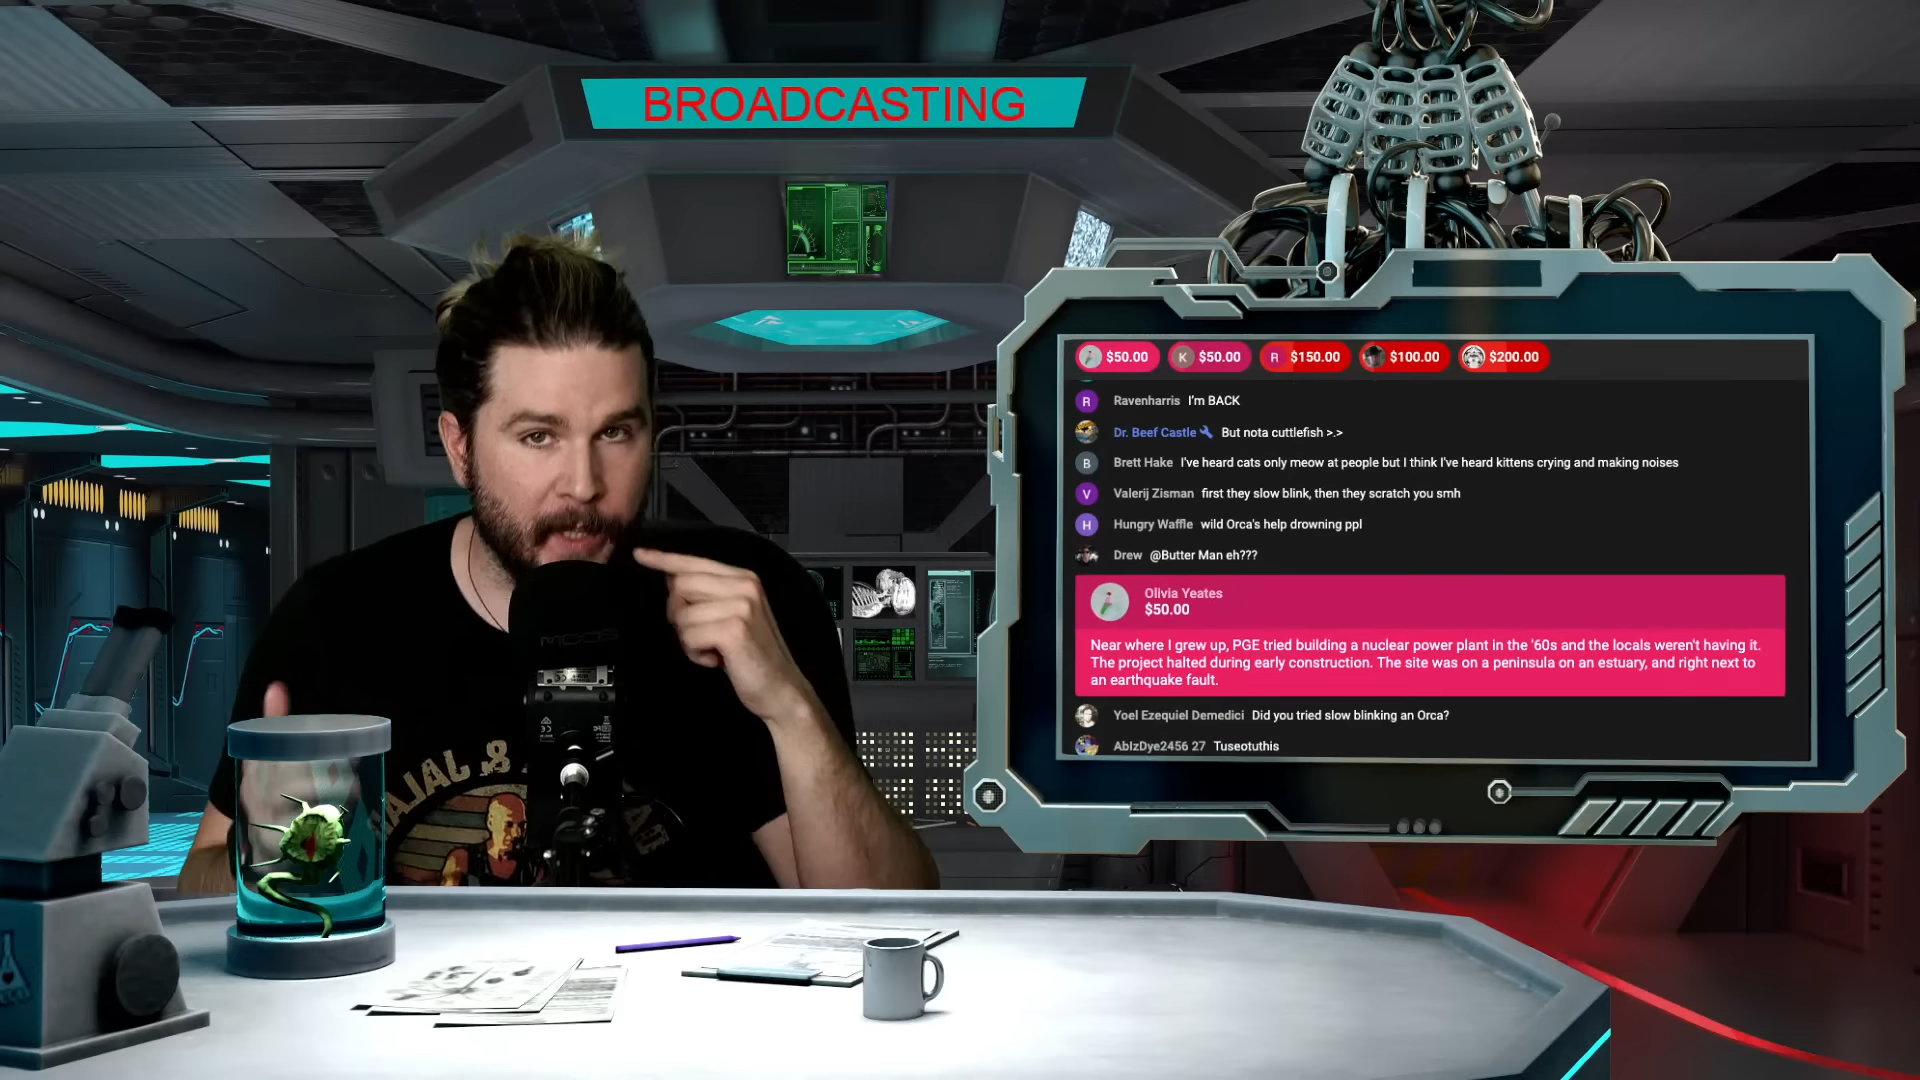 BROADCASTING
$50.00
K $50.00
R $150.00
$100.00
$200.00
R Ravenharris I'm BACK
Dr. Beef Castle But nota cuttlefish >.>
B Brett Hake I've heard cats only meow at people but I think I've heard kittens crying and making noises
V Valerij Zisman first they slow blink, then they scratch you smh
H Hungry Waffle wild Orca's help drowning ppl
Drew @Butter Man eh???
Olivia Yeates
$50.00
Near where I grew up, PGE tried building a nuclear power plant in the '60s and the locals weren't having it.
The project halted during early construction. The site was on a peninsula on an estuary, and right next to
an earthquake fault.
Yoel Ezequiel Demedici Did you tried slow blinking an Orca?
AblzDye2456 27 Tuseotuthis